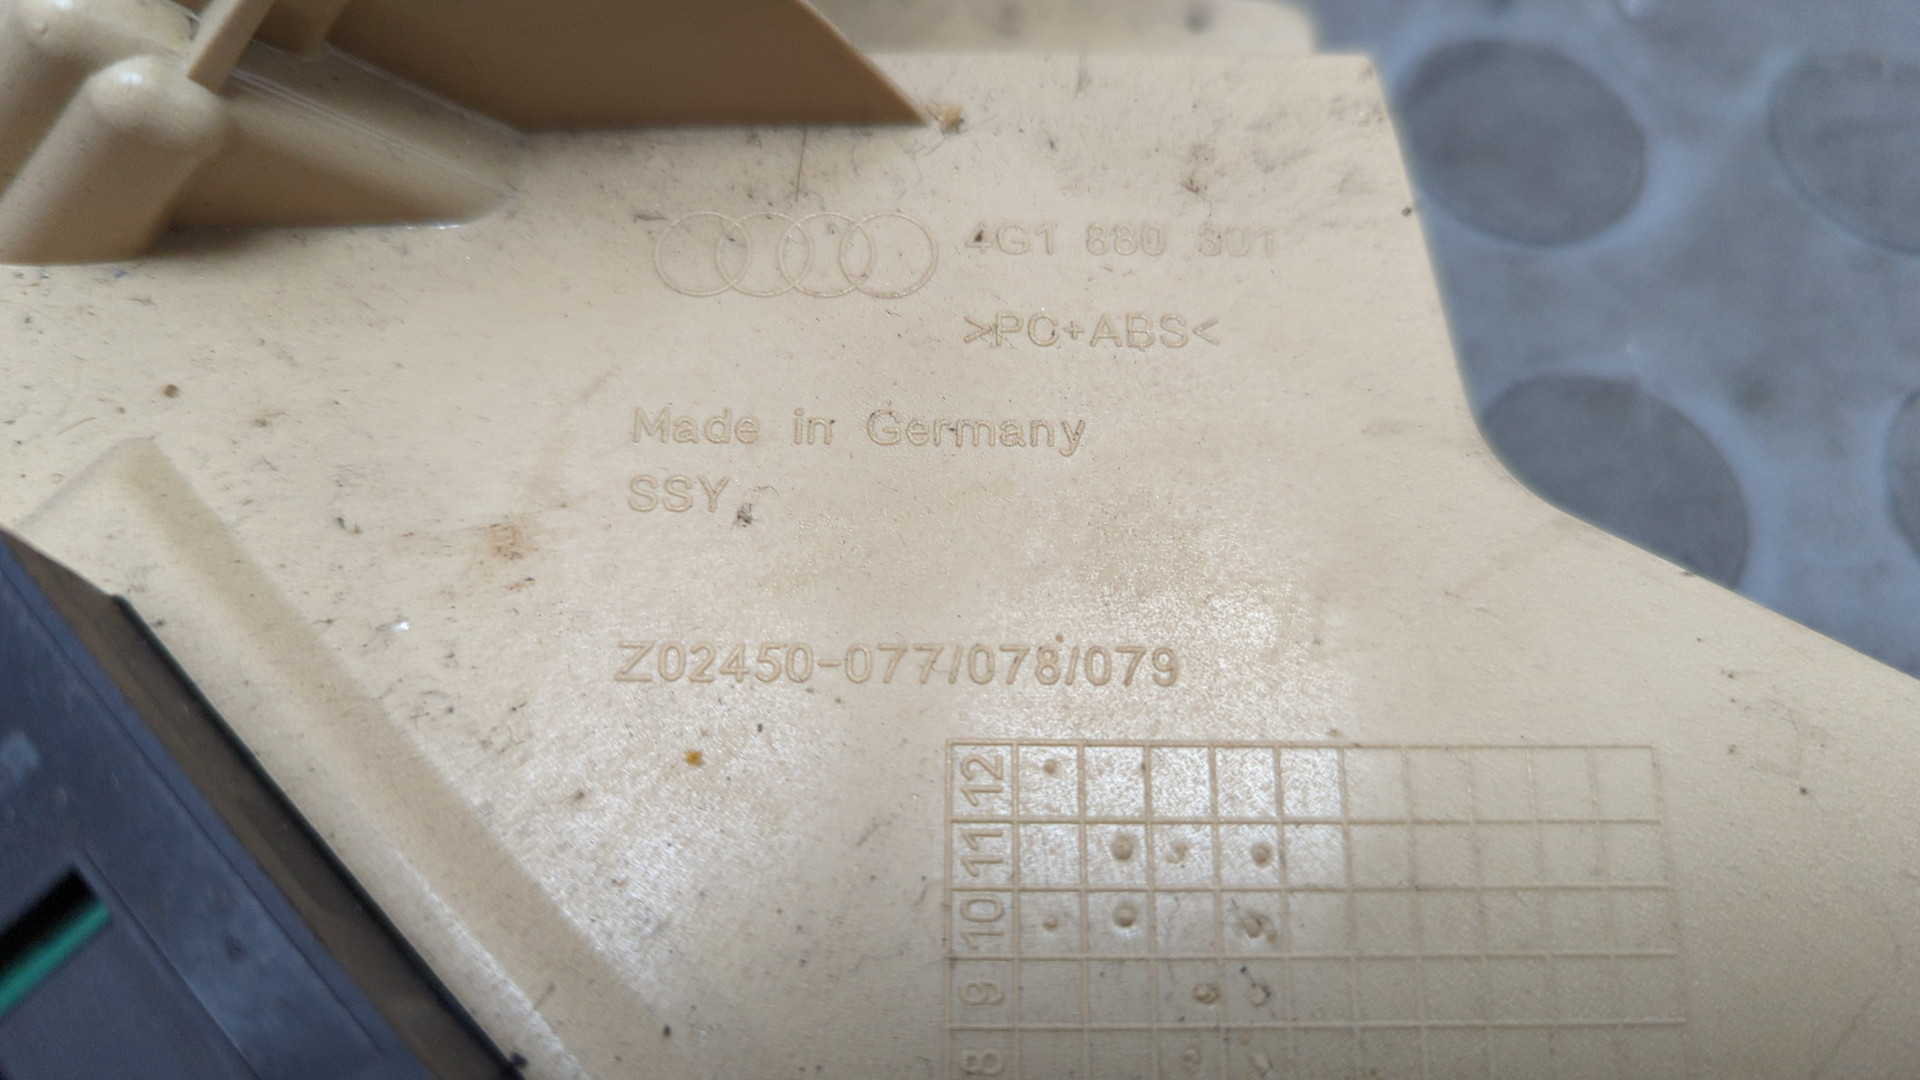 4G1 880 301
>PC+ABS<
Made in Germany
SSY
Z02450-077/078/079
12
11
10
9
8